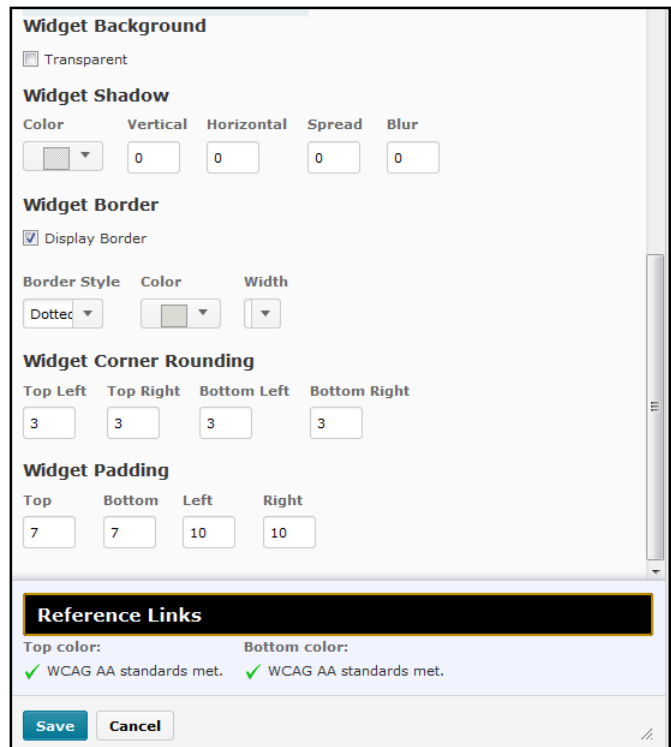 Widget Background
Transparent
Widget Shadow
Color Vertical Horizontal Spread Blur
0 0 0 0
Widget Border
Display Border
Border Style Color Width
Dotted
Widget Corner Rounding
Top Left Top Right Bottom Left Bottom Right
3 3 3 3
Widget Padding
Top Bottom Left Right
7 7 10 10
Reference Links
Top color: Bottom color:
WCAG AA standards met. WCAG AA standards met.
Save Cancel